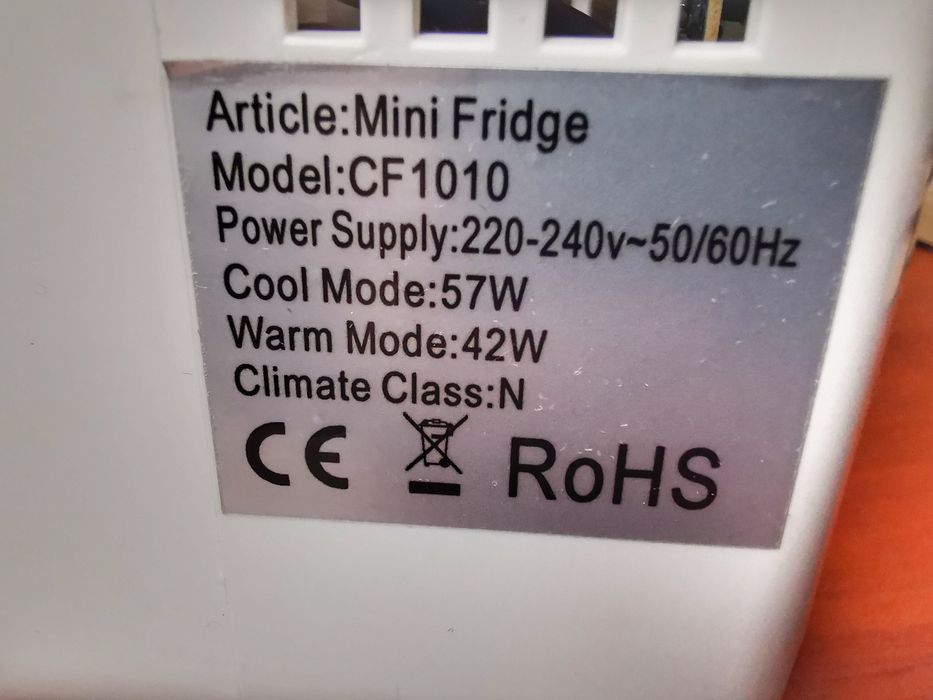 Article:Mini Fridge
Model:CF1010
Power Supply:220-240v~50/60Hz
Cool Mode:57W
Warm Mode:42W
Climate Class:N
CE RoHS